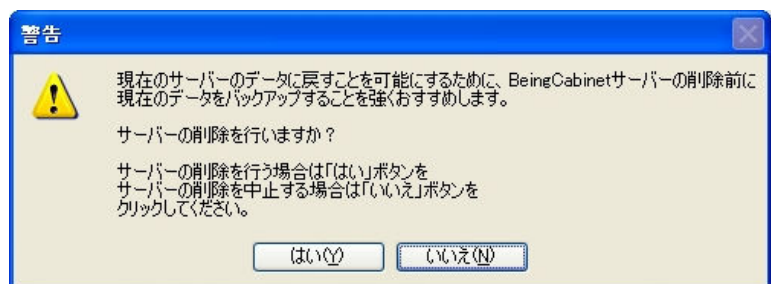 警告
現在のサーバーのデータに戻すことを可能にするために、BeingCabinetサーバーの削除前に
現在のデータをバックアップすることを強くおすすめします。
サーバーの削除を行いますか?
サーバーの削除を行う場合は「はい」ボタンを
サーバーの削除を中止する場合は「いいえ」ボタンを
クリックしてください。
はい(Y) いいえ(N)